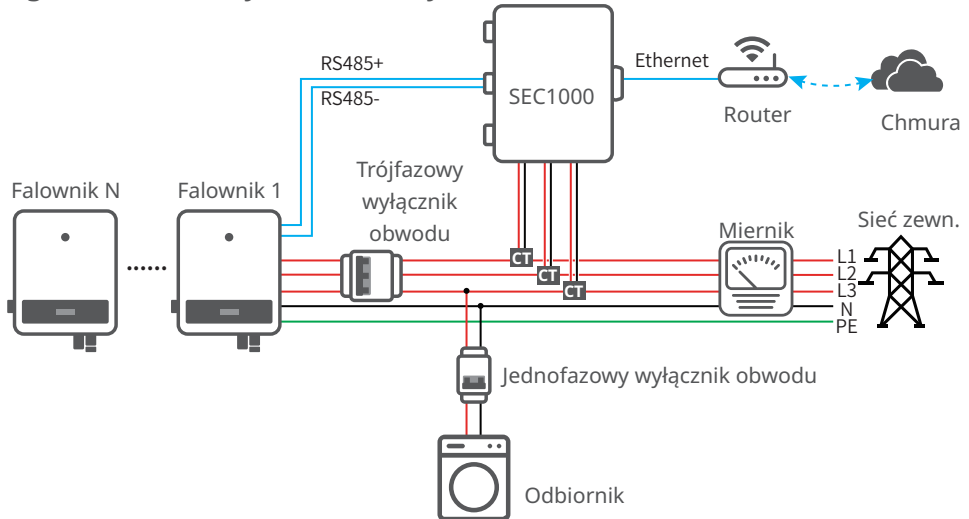 RS485+
RS485-
SEC1000
Ethernet
Router
Chmura
Falownik N
Falownik 1
Trójfazowy
wyłącznik
obwodu
CT
CT
CT
Miernik
Sieć zewn.
L1
L2
L3
N
PE
Jednofazowy wyłącznik obwodu
Odbiornik